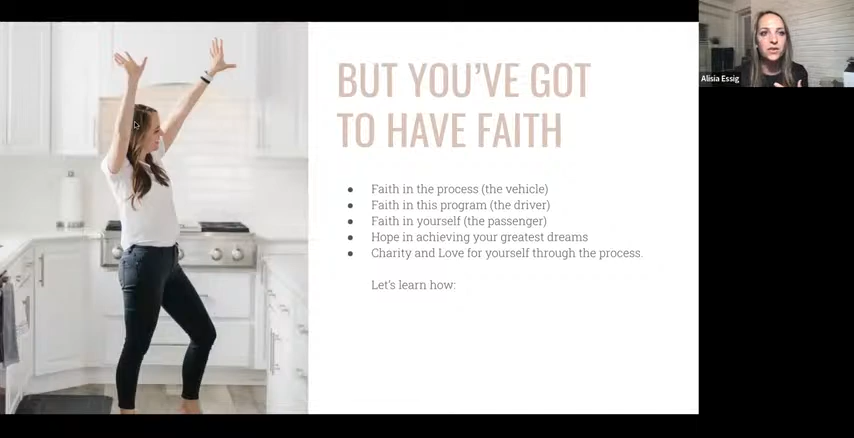 BUT YOU'VE GOT
TO HAVE FAITH
● Faith in the process (the vehicle)
● Faith in this program (the driver)
● Faith in yourself (the passenger)
● Hope in achieving your greatest dreams
● Charity and Love for yourself through the process.
Let's learn how:
Alisia Essig